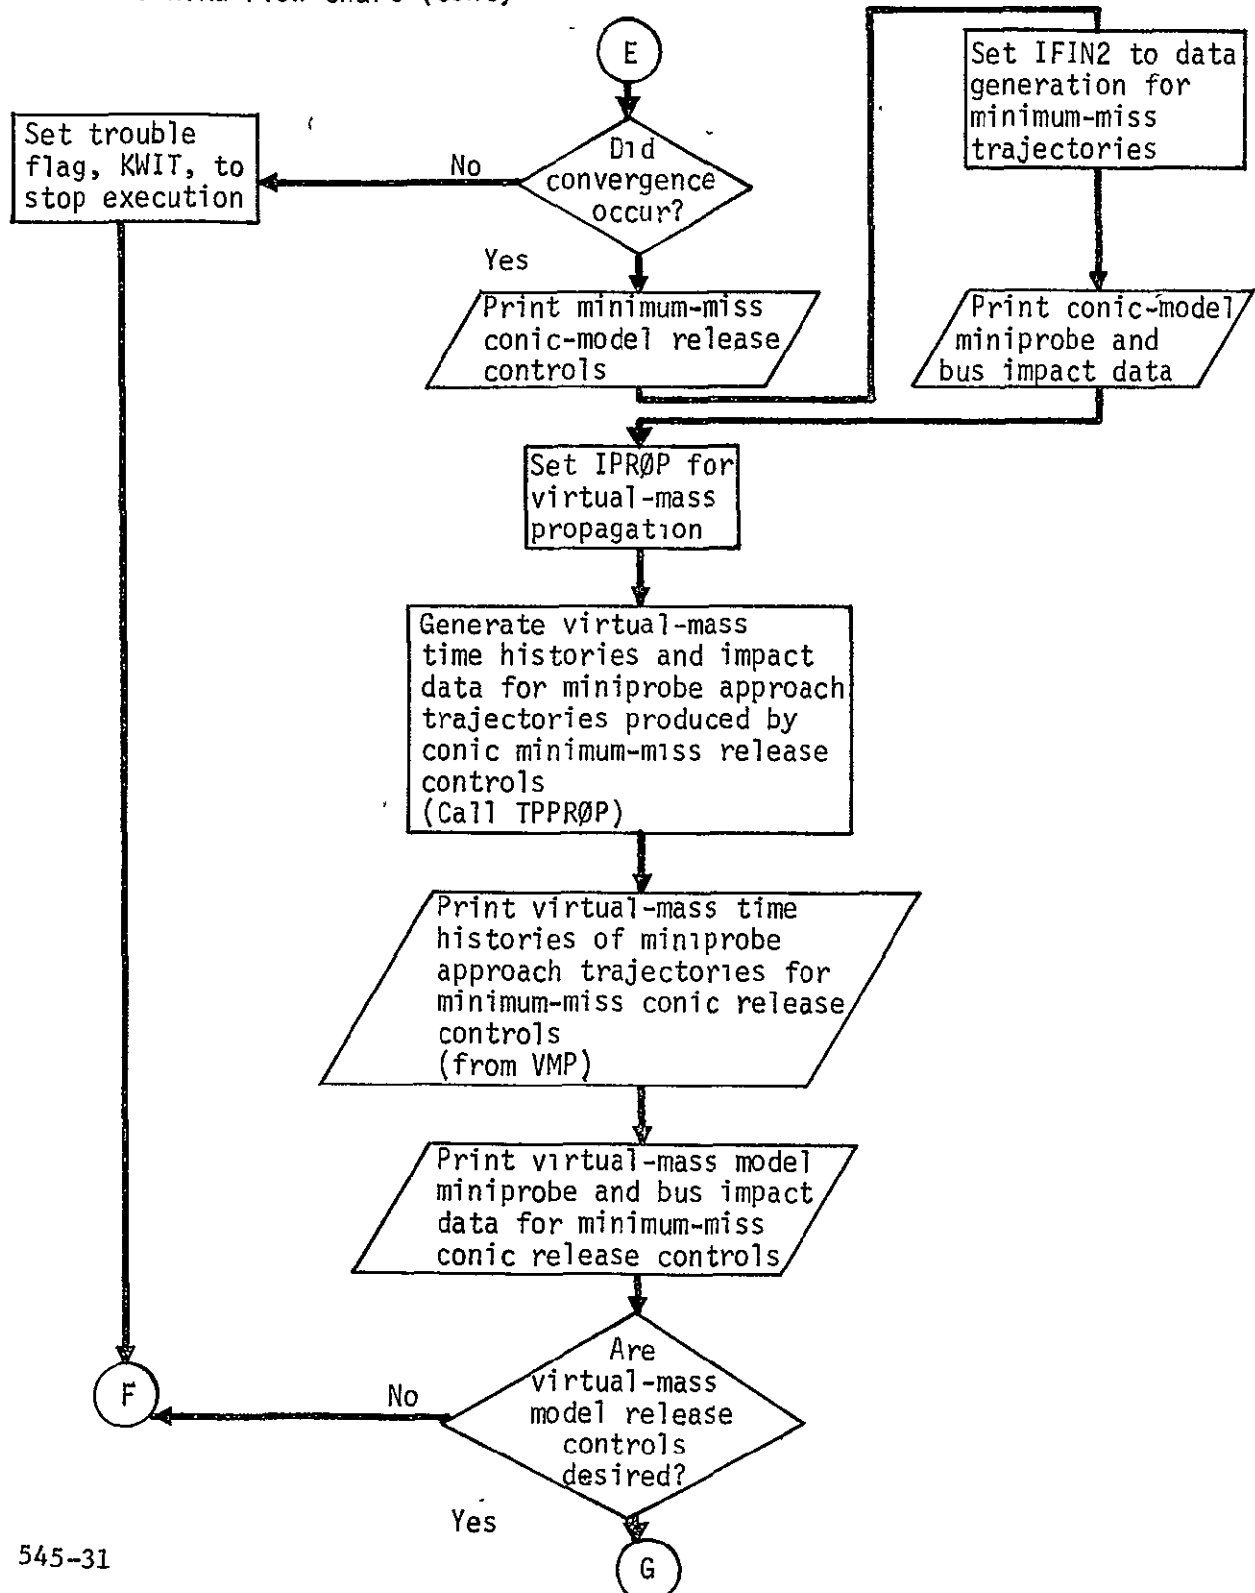 Flow Chart
E
Set IFIN2 to data
generation for
minimum-miss
trajectories
Set trouble
flag, KWIT, to
stop execution
No
Did
convergence
occur?
Yes
Print minimum-miss
conic-model release
controls
Print conic-model
miniprobe and
bus impact data
Set IPRØP for
virtual-mass
propagation
Generate virtual-mass
time histories and impact
data for miniprobe approach
trajectories produced by
conic minimum-miss release
controls
(Call TPPRØP)
Print virtual-mass time
histories of miniprobe
approach trajectories for
minimum-miss conic release
controls
(from VMP)
Print virtual-mass model
miniprobe and bus impact
data for minimum-miss
conic release controls
F
No
Are
virtual-mass
model release
controls
desired?
Yes
545-31
G